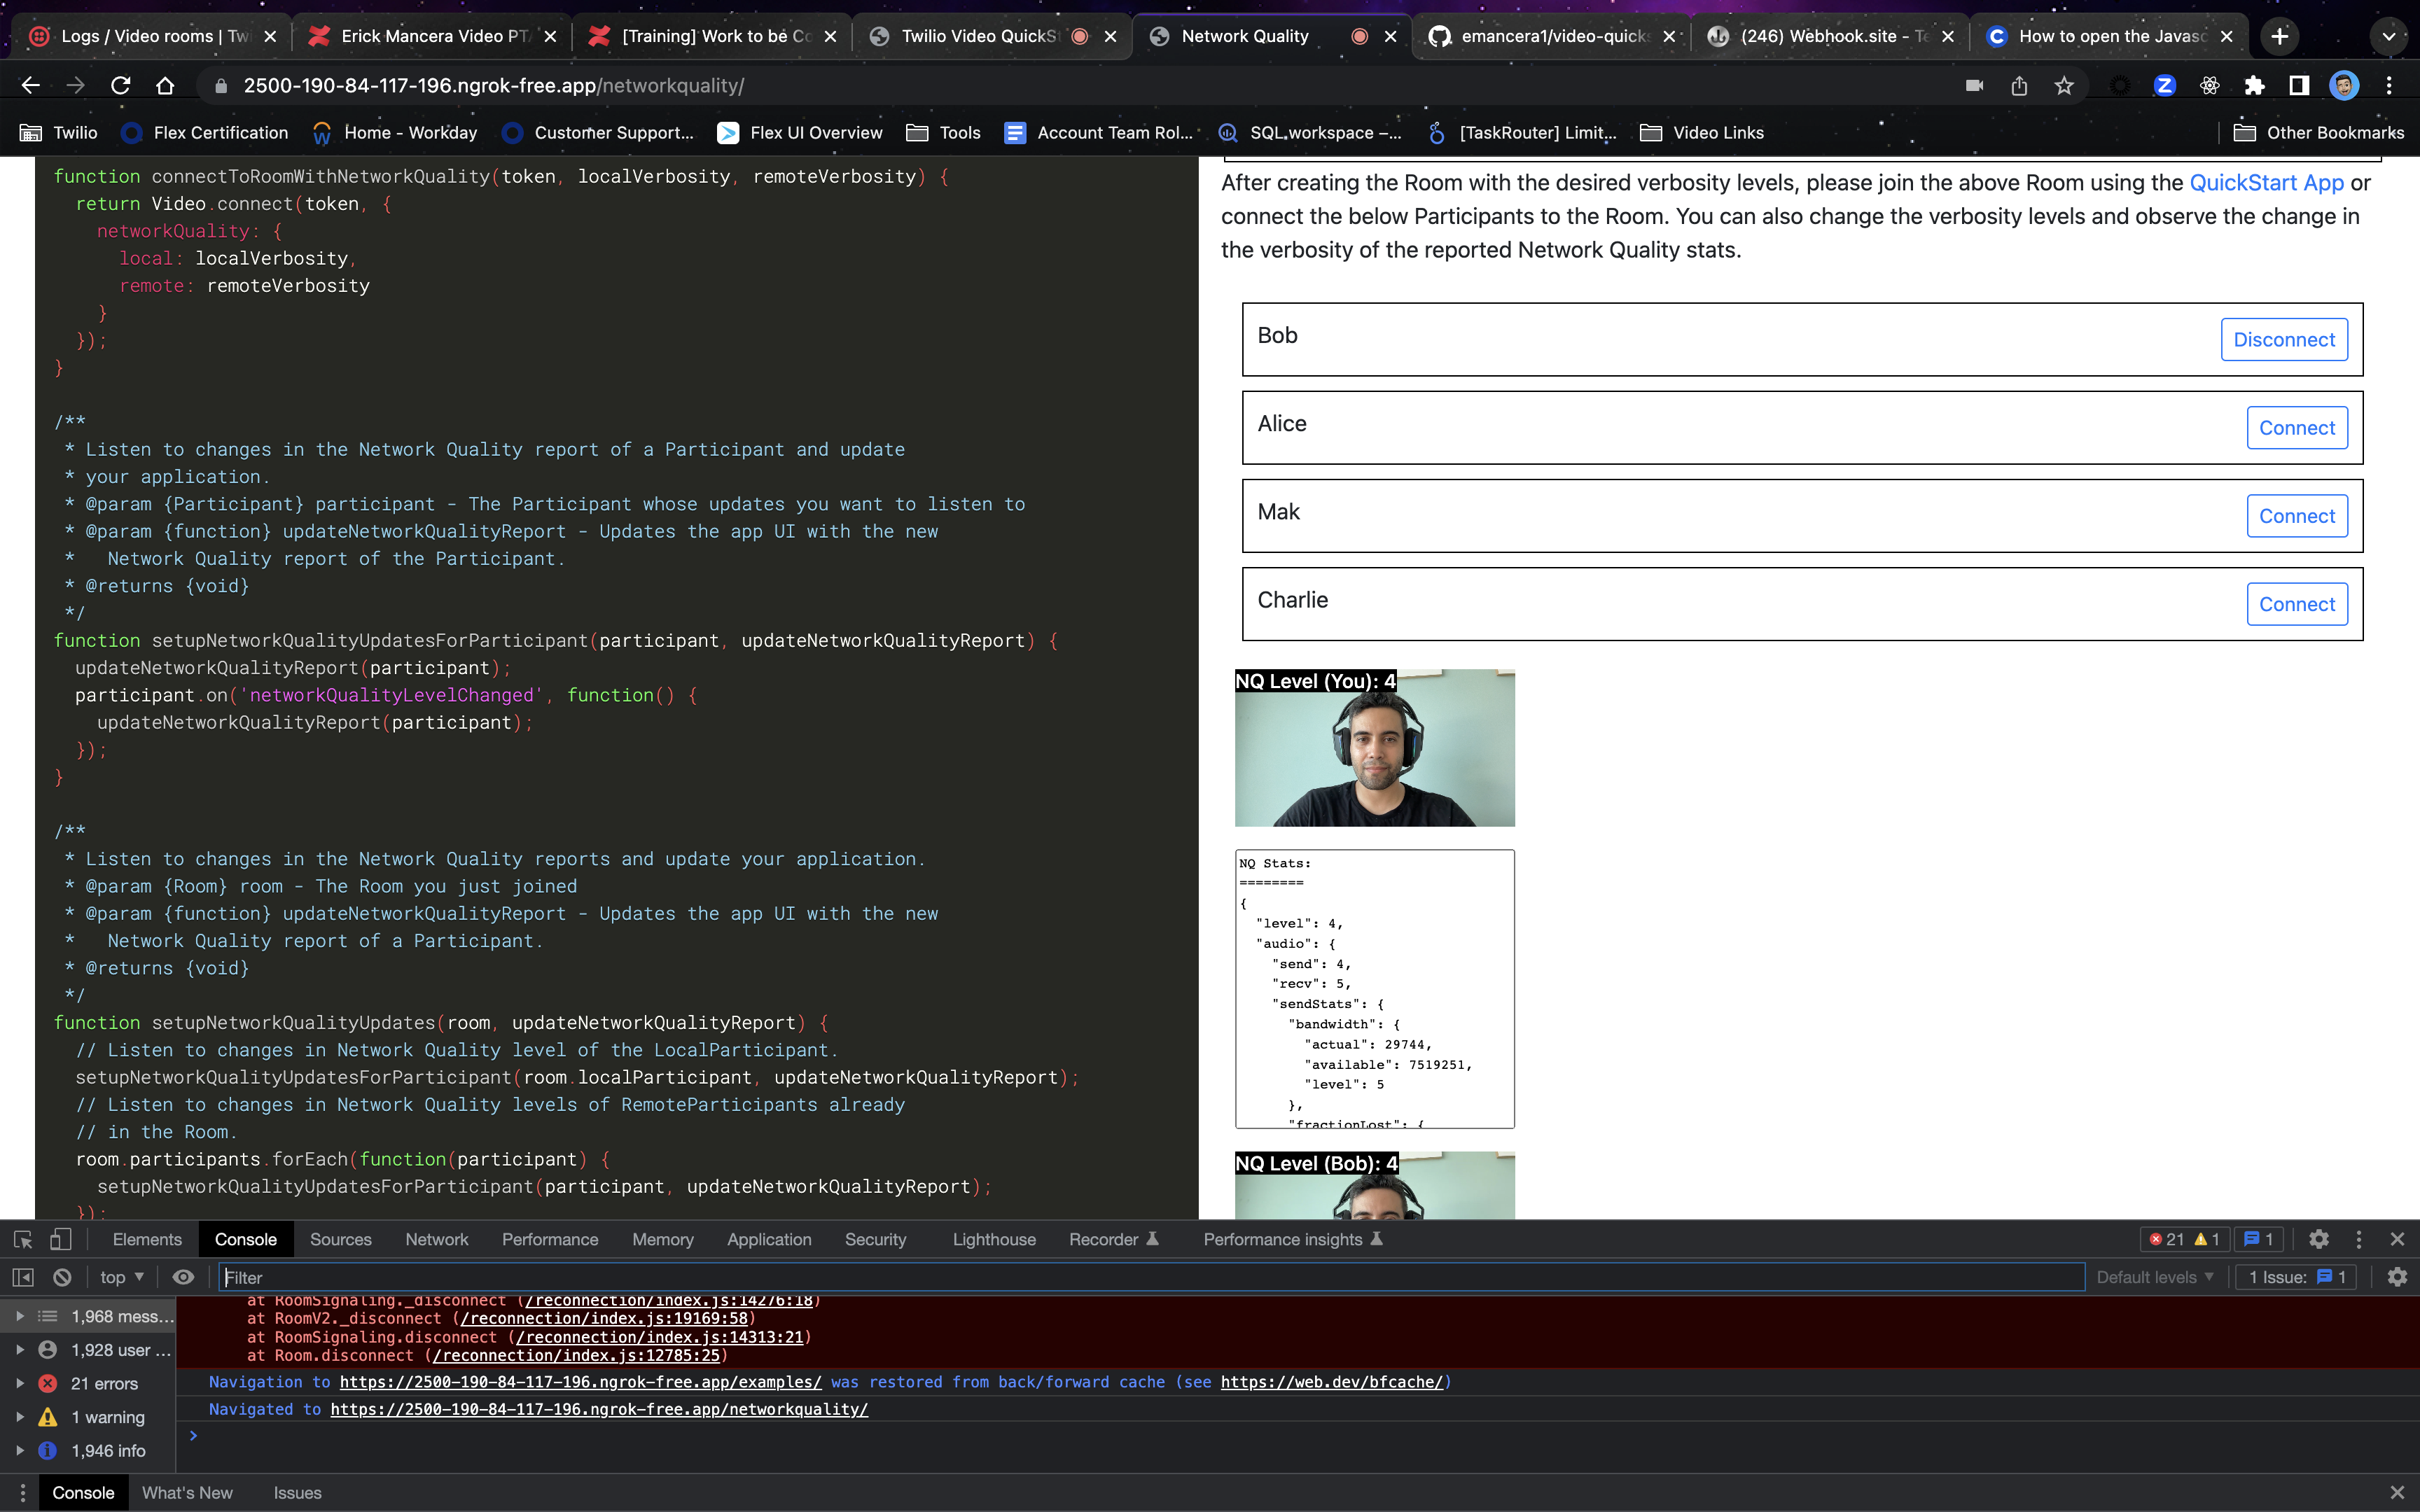 Logs / Video rooms | Twi
Erick Mancera Video PTA
[Training] Work to be Co
Twilio Video QuickSt
Network Quality
emancera1/video-quicks
(246) Webhook.site - Te
How to open the Javasc
2500-190-84-117-196.ngrok-free.app/networkquality/
Twilio
Flex Certification
Home - Workday
Customer Support...
Flex UI Overview
Tools
Account Team Rol...
SQL workspace –...
[TaskRouter] Limit...
Video Links
Other Bookmarks
function connectToRoomWithNetworkQuality(token, localVerbosity, remoteVerbosity) {
return Video.connect(token, {
networkQuality: {
local: localVerbosity,
remote: remoteVerbosity
}
});
}
/**
* Listen to changes in the Network Quality report of a Participant and update
* your application.
* @param {Participant} participant - The Participant whose updates you want to listen to
* @param {function} updateNetworkQualityReport - Updates the app UI with the new
*   Network Quality report of the Participant.
* @returns {void}
*/
function setupNetworkQualityUpdatesForParticipant(participant, updateNetworkQualityReport) {
updateNetworkQualityReport(participant);
participant.on('networkQualityLevelChanged', function() {
updateNetworkQualityReport(participant);
});
}
/**
* Listen to changes in the Network Quality reports and update your application.
* @param {Room} room - The Room you just joined
* @param {function} updateNetworkQualityReport - Updates the app UI with the new
*   Network Quality report of a Participant.
* @returns {void}
*/
function setupNetworkQualityUpdates(room, updateNetworkQualityReport) {
// Listen to changes in Network Quality level of the LocalParticipant.
setupNetworkQualityUpdatesForParticipant(room.localParticipant, updateNetworkQualityReport);
// Listen to changes in Network Quality levels of RemoteParticipants already
// in the Room.
room.participants.forEach(function(participant) {
setupNetworkQualityUpdatesForParticipant(participant, updateNetworkQualityReport);
});
After creating the Room with the desired verbosity levels, please join the above Room using the QuickStart App or
connect the below Participants to the Room. You can also change the verbosity levels and observe the change in
the verbosity of the reported Network Quality stats.
Bob
Disconnect
Alice
Connect
Mak
Connect
Charlie
Connect
NQ Level (You): 4
NQ Stats:
========
{
"level": 4,
"audio": {
"send": 4,
"recv": 5,
"sendStats": {
"bandwidth": {
"actual": 29744,
"available": 7519251,
"level": 5
},
"fractionLost": {
NQ Level (Bob): 4
Elements
Console
Sources
Network
Performance
Memory
Application
Security
Lighthouse
Recorder
Performance insights
21
1
1
top
Filter
Default levels
1 Issue:
1
1,968 mess...
1,928 user ...
21 errors
1 warning
1,946 info
at RoomSignaling._disconnect (/reconnection/index.js:14276:18)
at RoomV2._disconnect (/reconnection/index.js:19169:58)
at RoomSignaling.disconnect (/reconnection/index.js:14313:21)
at Room.disconnect (/reconnection/index.js:12785:25)
Navigation to https://2500-190-84-117-196.ngrok-free.app/examples/ was restored from back/forward cache (see https://web.dev/bfcache/)
Navigated to https://2500-190-84-117-196.ngrok-free.app/networkquality/
>
Console
What's New
Issues